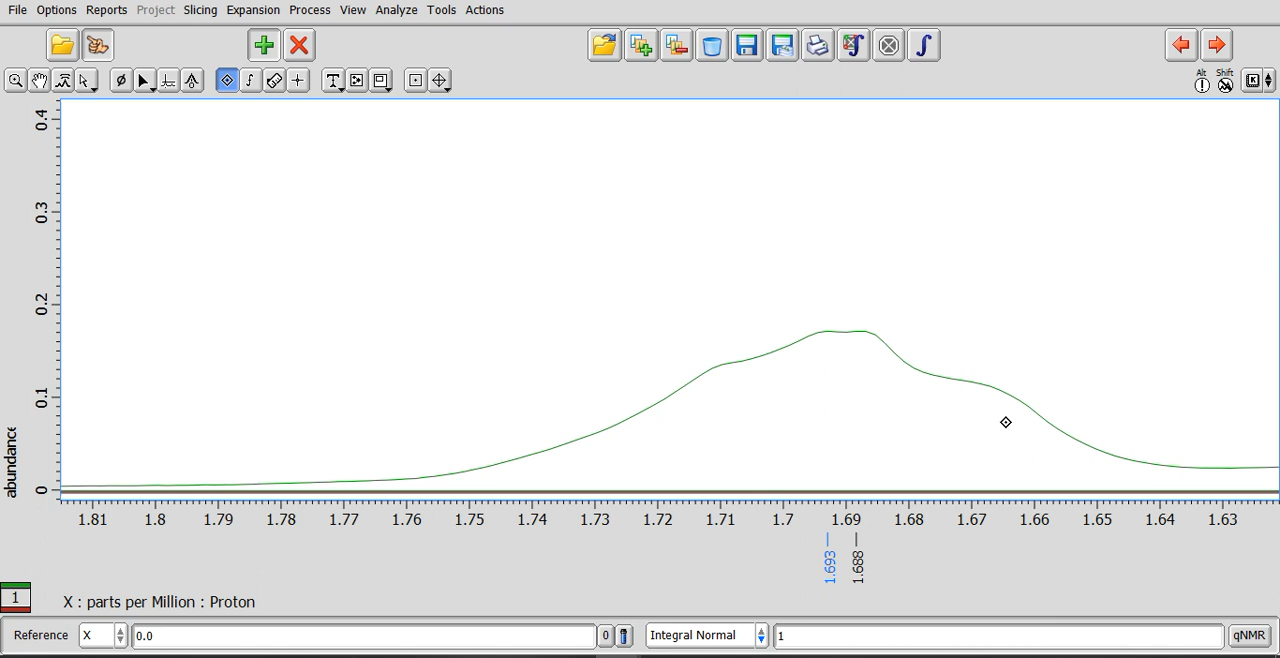 File Options Reports Project Slicing Expansion Process View Analyze Tools Actions
Alt Shift
K
0.4
0.3
0.2
0.1
0
abundance
1.81 1.8 1.79 1.78 1.77 1.76 1.75 1.74 1.73 1.72 1.71 1.7 1.69 1.68 1.67 1.66 1.65 1.64 1.63
1.693 1.688
1
X : parts per Million : Proton
Reference X 0.0 0 Integral Normal 1 qNMR